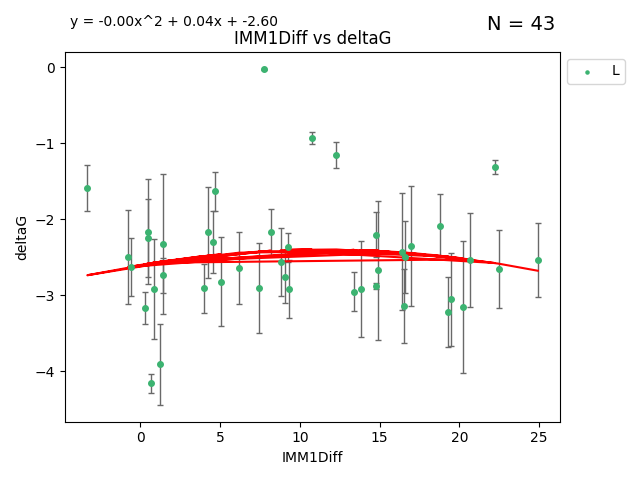 y = -0.00x^2 + 0.04x + -2.60
N = 43
IMM1Diff vs deltaG
L
0
−1
−2
−3
−4
deltaG
0 5 10 15 20 25
IMM1Diff